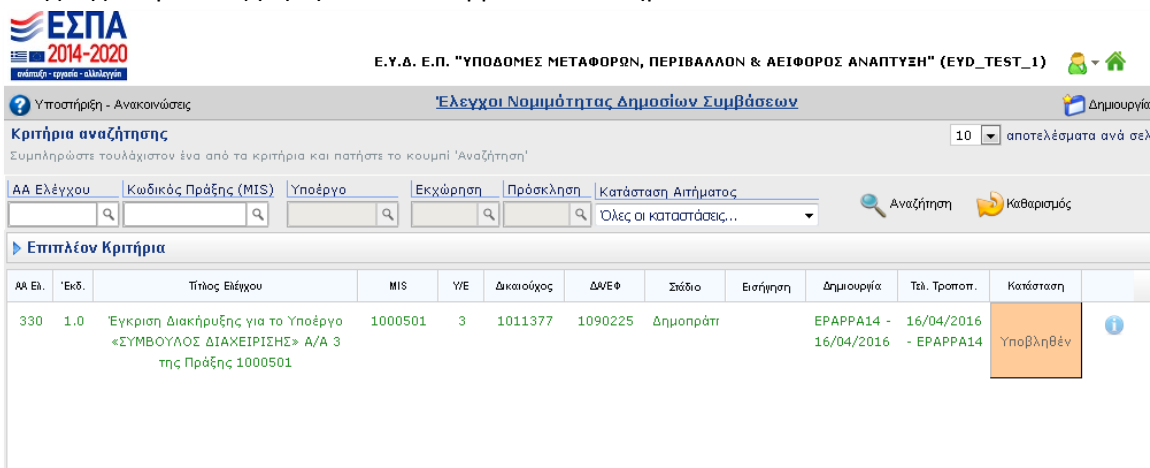 ΕΣΠΑ
2014-2020
ανάπτυξη - εργασία - αλληλεγγύη
Ε.Υ.Δ. Ε.Π. "ΥΠΟΔΟΜΕΣ ΜΕΤΑΦΟΡΩΝ, ΠΕΡΙΒΑΛΛΟΝ & ΑΕΙΦΟΡΟΣ ΑΝΑΠΤΥΞΗ" (EYD_TEST_1)
Υποστήριξη - Ανακοινώσεις
Έλεγχοι Νομιμότητας Δημοσίων Συμβάσεων
Δημιουργία
Κριτήρια αναζήτησης
10 αποτελέσματα ανά σελ
Συμπληρώστε τουλάχιστον ένα από τα κριτήρια και πατήστε το κουμπί 'Αναζήτηση'
ΑΑ Ελέγχου Κωδικός Πράξης (MIS) Υποέργο Εκχώρηση Πρόσκληση Κατάσταση Αιτήματος
Όλες οι καταστάσεις...
Αναζήτηση Καθαρισμός
Επιπλέον Κριτήρια
ΑΑ Ελ. Έκδ. Τίτλος Ελέγχου MIS Υ/Ε Δικαιούχος ΔΑ/ΕΦ Στάδιο Εισήγηση Δημιουργία Τελ. Τροποπ. Κατάσταση
330 1.0 Έγκριση Διακήρυξης για το Υποέργο 1000501 3 1011377 1090225 Δημοπράτη EPAPPA14 - 16/04/2016
«ΣΥΜΒΟΥΛΟΣ ΔΙΑΧΕΙΡΙΣΗΣ» Α/Α 3 16/04/2016 - EPAPPA14 Υποβληθέν
της Πράξης 1000501